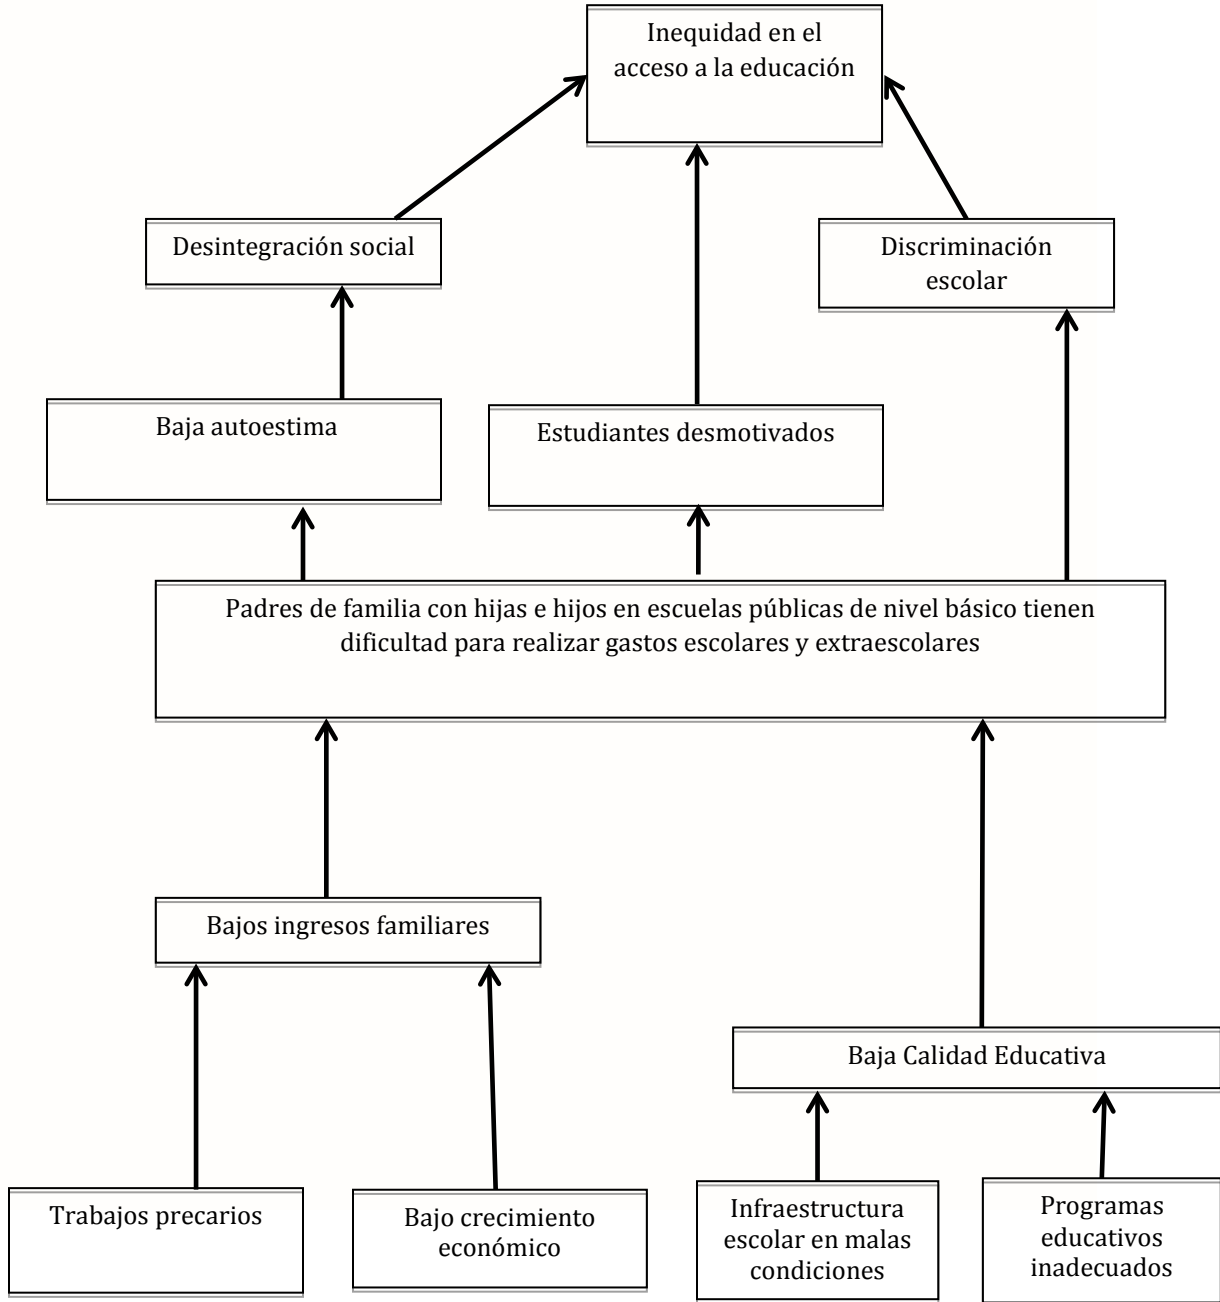 Inequidad en el
acceso a la educación
Desintegración social
Discriminación
escolar
Baja autoestima
Estudiantes desmotivados
Padres de familia con hijas e hijos en escuelas públicas de nivel básico tienen
dificultad para realizar gastos escolares y extraescolares
Bajos ingresos familiares
Baja Calidad Educativa
Trabajos precarios
Bajo crecimiento
económico
Infraestructura
escolar en malas
condiciones
Programas
educativos
inadecuados